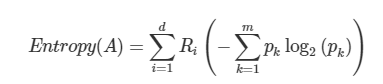 Entropy(A) = \sum_{i=1}^{d} R_i \left( -\sum_{k=1}^{m} p_k \log_2 (p_k) \right)